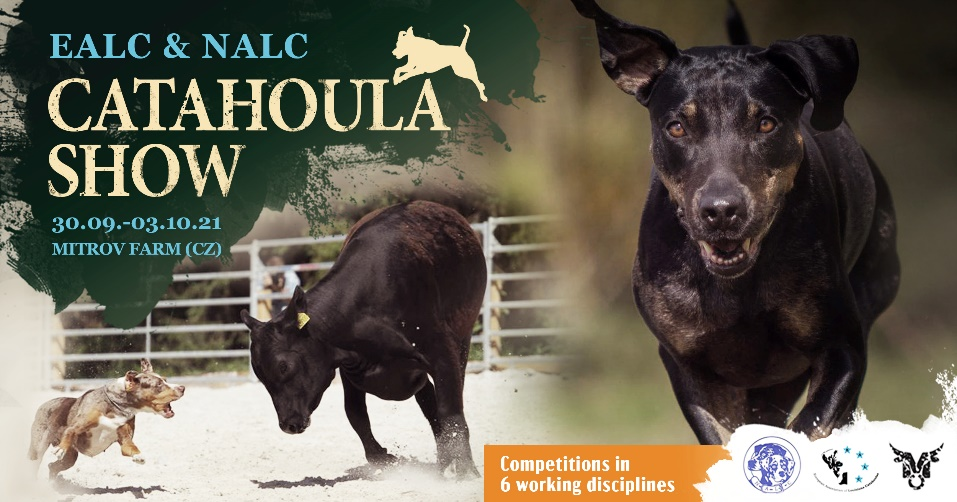 EALC & NALC
CATAHOULA
SHOW
30.09.-03.10.21
MITROV FARM (CZ)
Competitions in
6 working disciplines